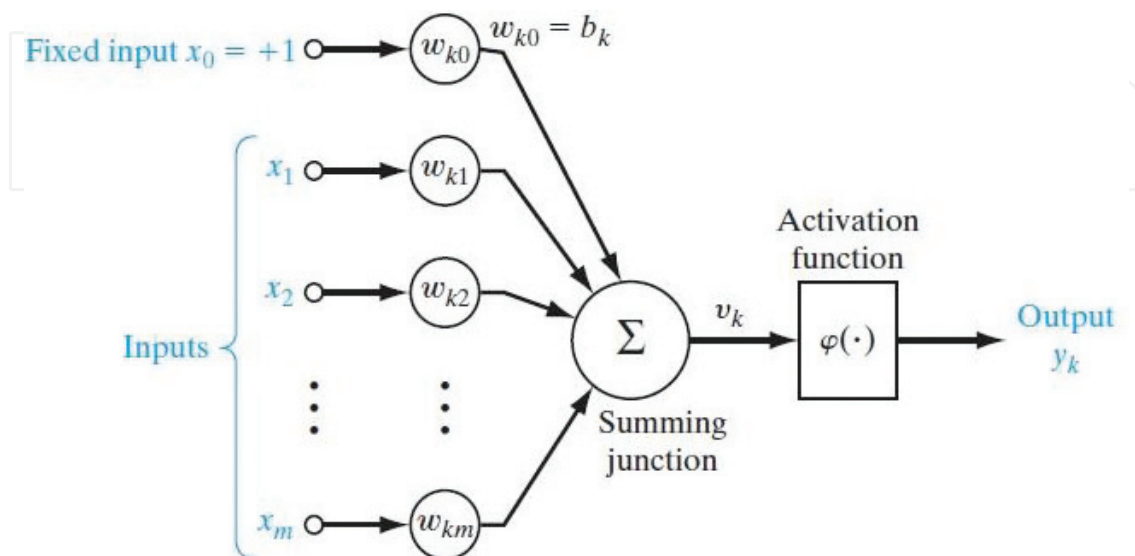 Fixed input x₀ = +1
wₖ₀
wₖ₀ = bₖ
x₁
wₖ₁
x₂
wₖ₂
Inputs
⋮
⋮
xₘ
wₖₘ
Σ
Summing
junction
vₖ
Activation
function
φ(·)
Output
yₖ